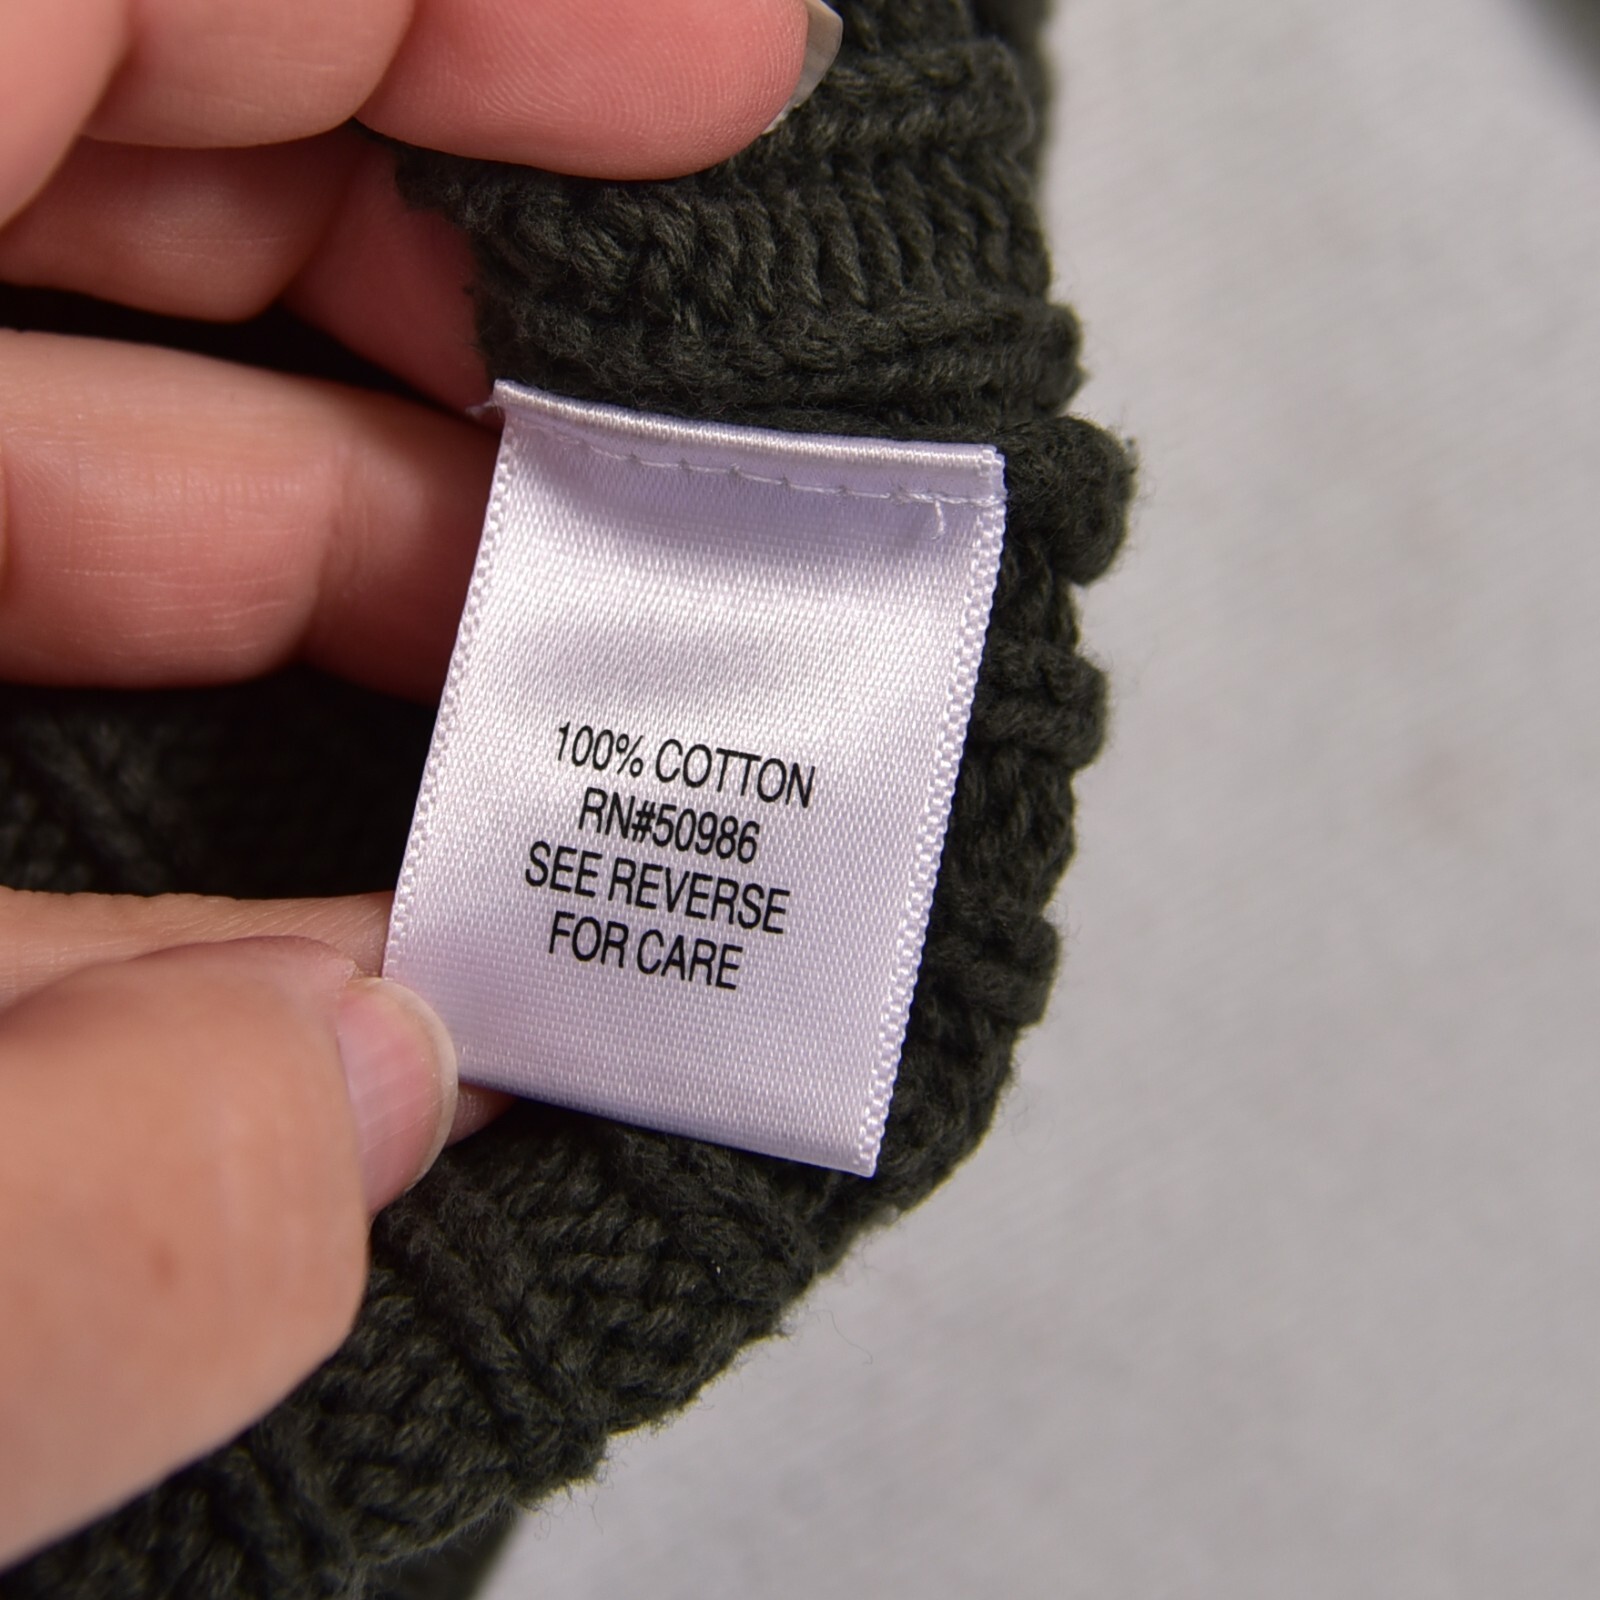 100% COTTON
RN#50986
SEE REVERSE
FOR CARE